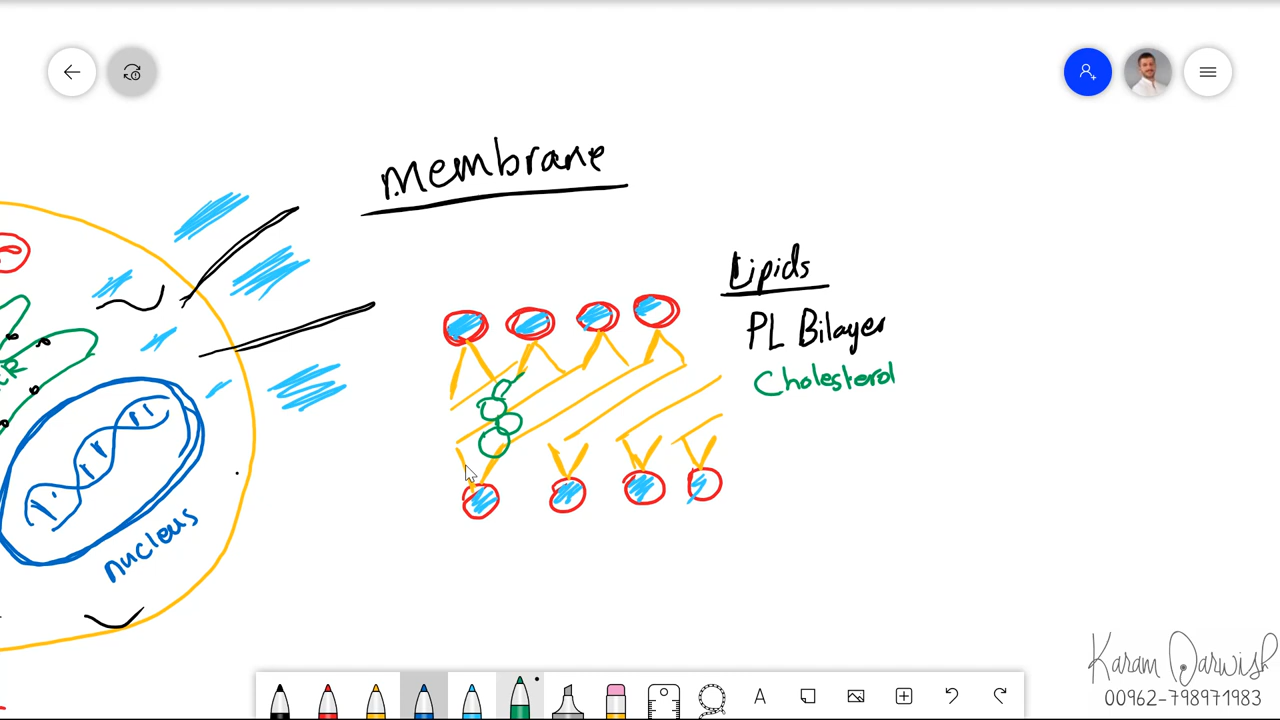 membrane
Lipids
PL Bilayer
Cholesterol
nucleus
Karam Darwish
00962-798971983
A